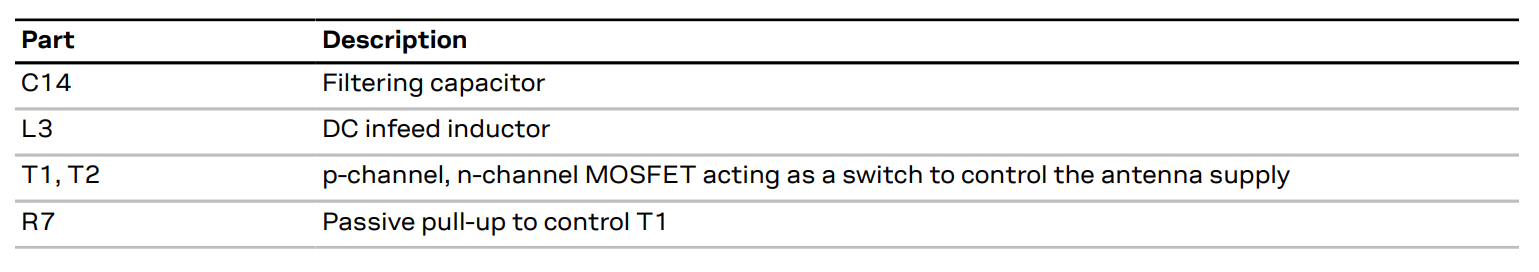 Part Description
C14 Filtering capacitor
L3 DC infeed inductor
T1, T2 p-channel, n-channel MOSFET acting as a switch to control the antenna supply
R7 Passive pull-up to control T1